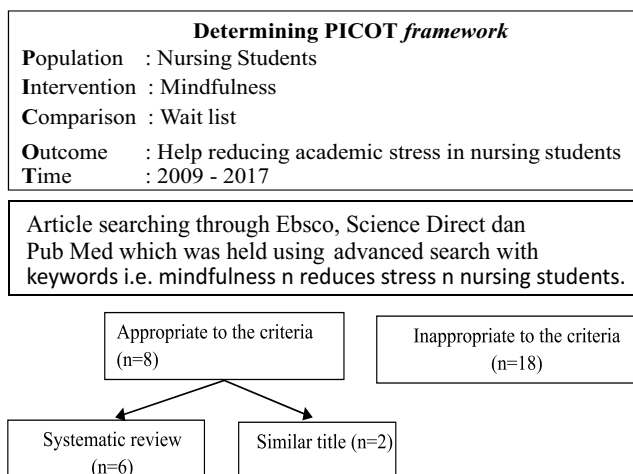 Determining PICOT framework
Population : Nursing Students
Intervention : Mindfulness
Comparison : Wait list
Outcome : Help reducing academic stress in nursing students
Time : 2009 - 2017
Article searching through Ebsco, Science Direct dan
Pub Med which was held using advanced search with
keywords i.e. mindfulness n reduces stress n nursing students.
Appropriate to the criteria
(n=8)
Inappropriate to the criteria
(n=18)
Systematic review
(n=6)
Similar title (n=2)